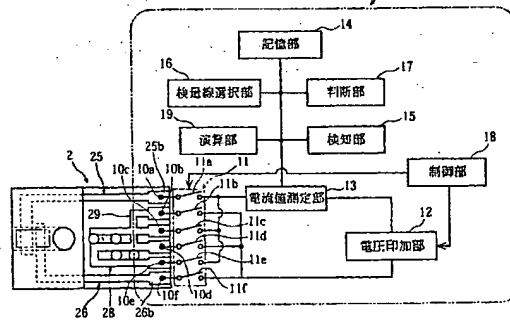 14
記憶部
16
17
検量線選択部
判断部
19
15
演算部
検知部
18
制御部
2
25
25b
10c 10a 10b 11a 11
11b
13
電流値測定部
29
11c
11d
12
11e
電圧印加部
10e 10f 10d 11f
26 28 26b